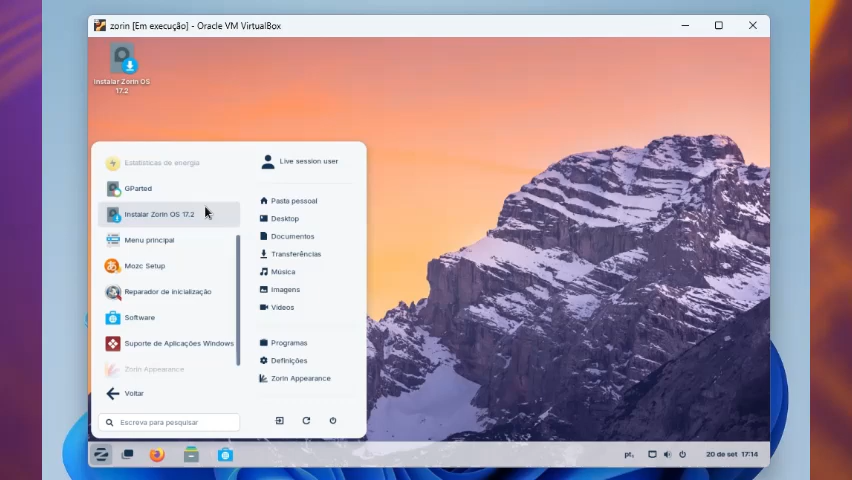 zorin [Em execução] - Oracle VM VirtualBox
Instalar Zorin OS
17.2
Estatísticas de energia
GParted
Instalar Zorin OS 17.2
Menu principal
Mozc Setup
Reparador de inicialização
Software
Suporte de Aplicações Windows
Zorin Appearance
Voltar
Escreva para pesquisar
Live session user
Pasta pessoal
Desktop
Documentos
Transferências
Música
Imagens
Vídeos
Programas
Definições
Zorin Appearance
pt₁
20 de set 17:14